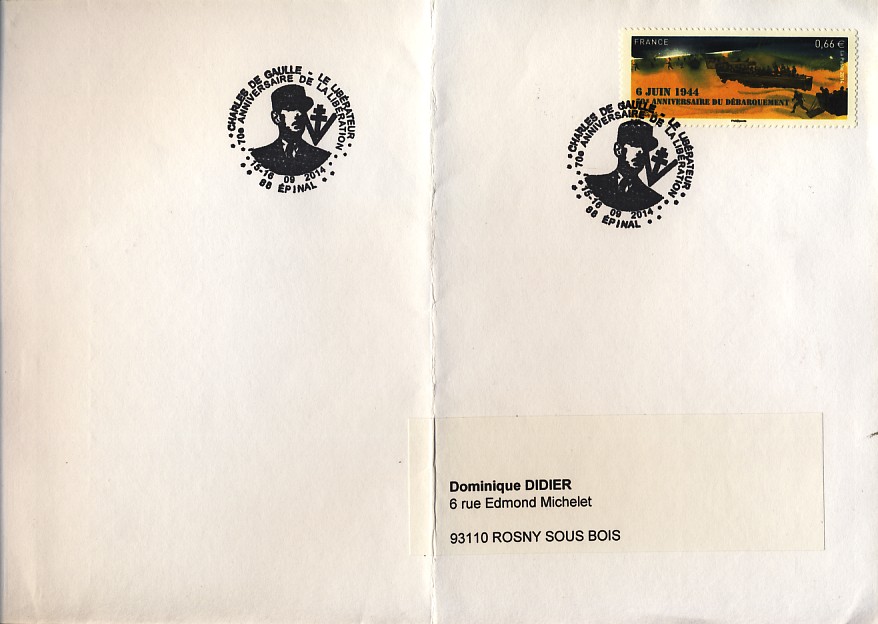 CHARLES DE GAULLE - LE LIBÉRATEUR
70e ANNIVERSAIRE DE LA LIBÉRATION
15-16 09 2014
88 ÉPINAL
FRANCE 0,66 €
6 JUIN 1944
ANNIVERSAIRE DU DÉBARQUEMENT
CHARLES DE GAULLE - LE LIBÉRATEUR
70e ANNIVERSAIRE DE LA LIBÉRATION
15-16 09 2014
88 ÉPINAL
Dominique DIDIER
6 rue Edmond Michelet
93110 ROSNY SOUS BOIS